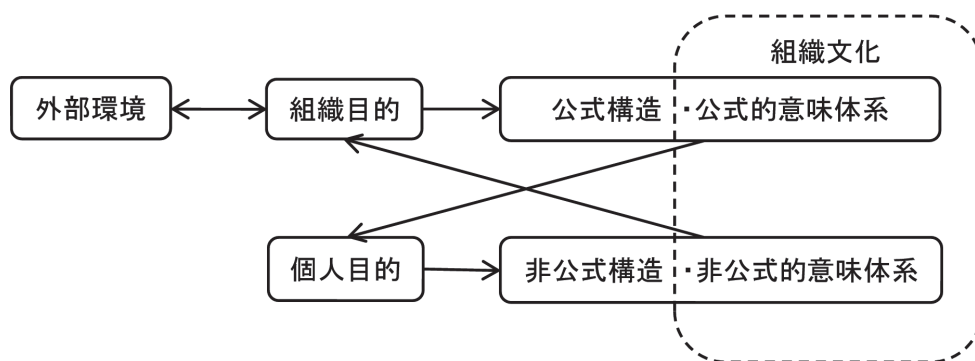 組織文化
外部環境
組織目的
公式構造・公式的意味体系
個人目的
非公式構造・非公式的意味体系